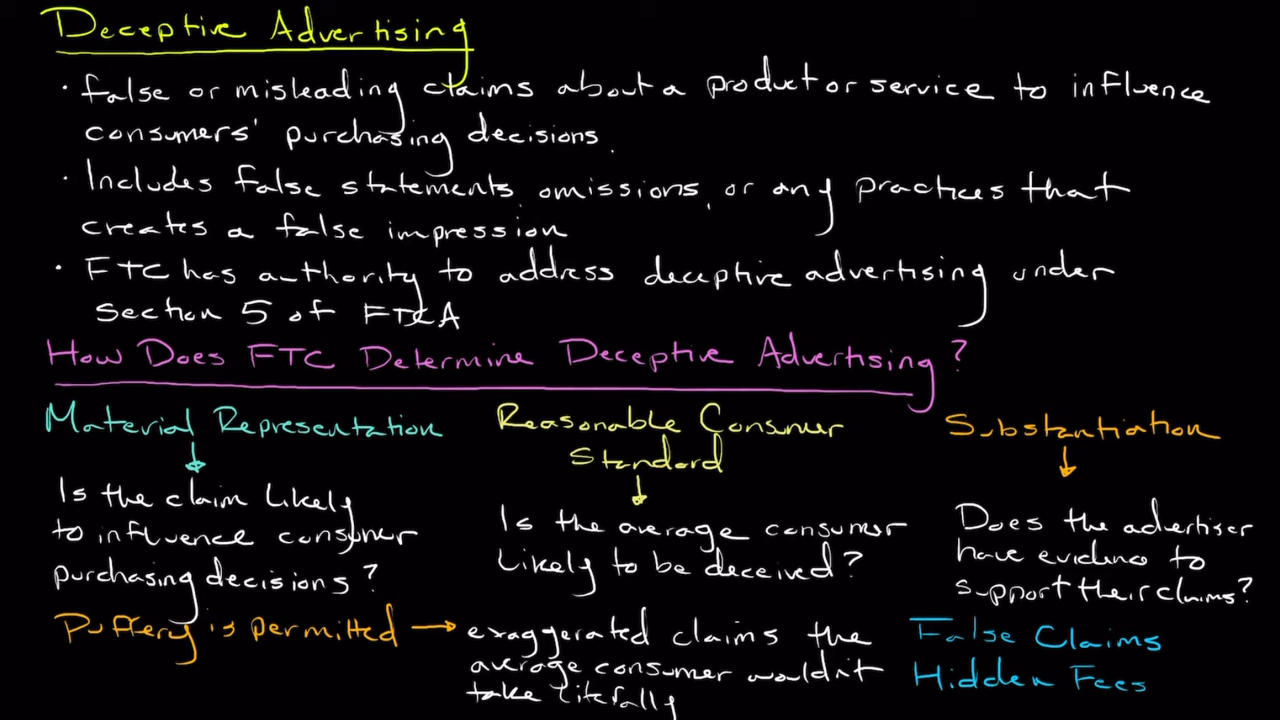 Deceptive Advertising
• False or misleading claims about a product or service to influence
consumers' purchasing decisions.
• Includes false statements, omissions, or any practices that
creates a false impression
• FTC has authority to address deceptive advertising under
section 5 of FTCA
How Does FTC Determine Deceptive Advertising?
Material Representation
Is the claim likely
to influence consumer
purchasing decisions?
Reasonable Consumer
Standard
Is the average consumer
likely to be deceived?
Substantiation
Does the advertiser
have evidence to
support their claims?
Puffery is permitted → exaggerated claims the
average consumer wouldn't
take literally
False Claims
Hidden Fees